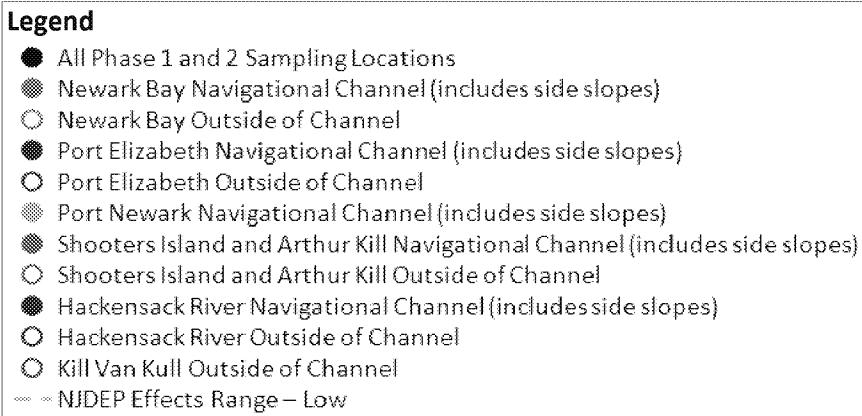 Legend
All Phase 1 and 2 Sampling Locations
Newark Bay Navigational Channel (includes side slopes)
Newark Bay Outside of Channel
Port Elizabeth Navigational Channel (includes side slopes)
Port Elizabeth Outside of Channel
Port Newark Navigational Channel (includes side slopes)
Shooters Island and Arthur Kill Navigational Channel (includes side slopes)
Shooters Island and Arthur Kill Outside of Channel
Hackensack River Navigational Channel (includes side slopes)
Hackensack River Outside of Channel
Kill Van Kull Outside of Channel
NJDEP Effects Range – Low